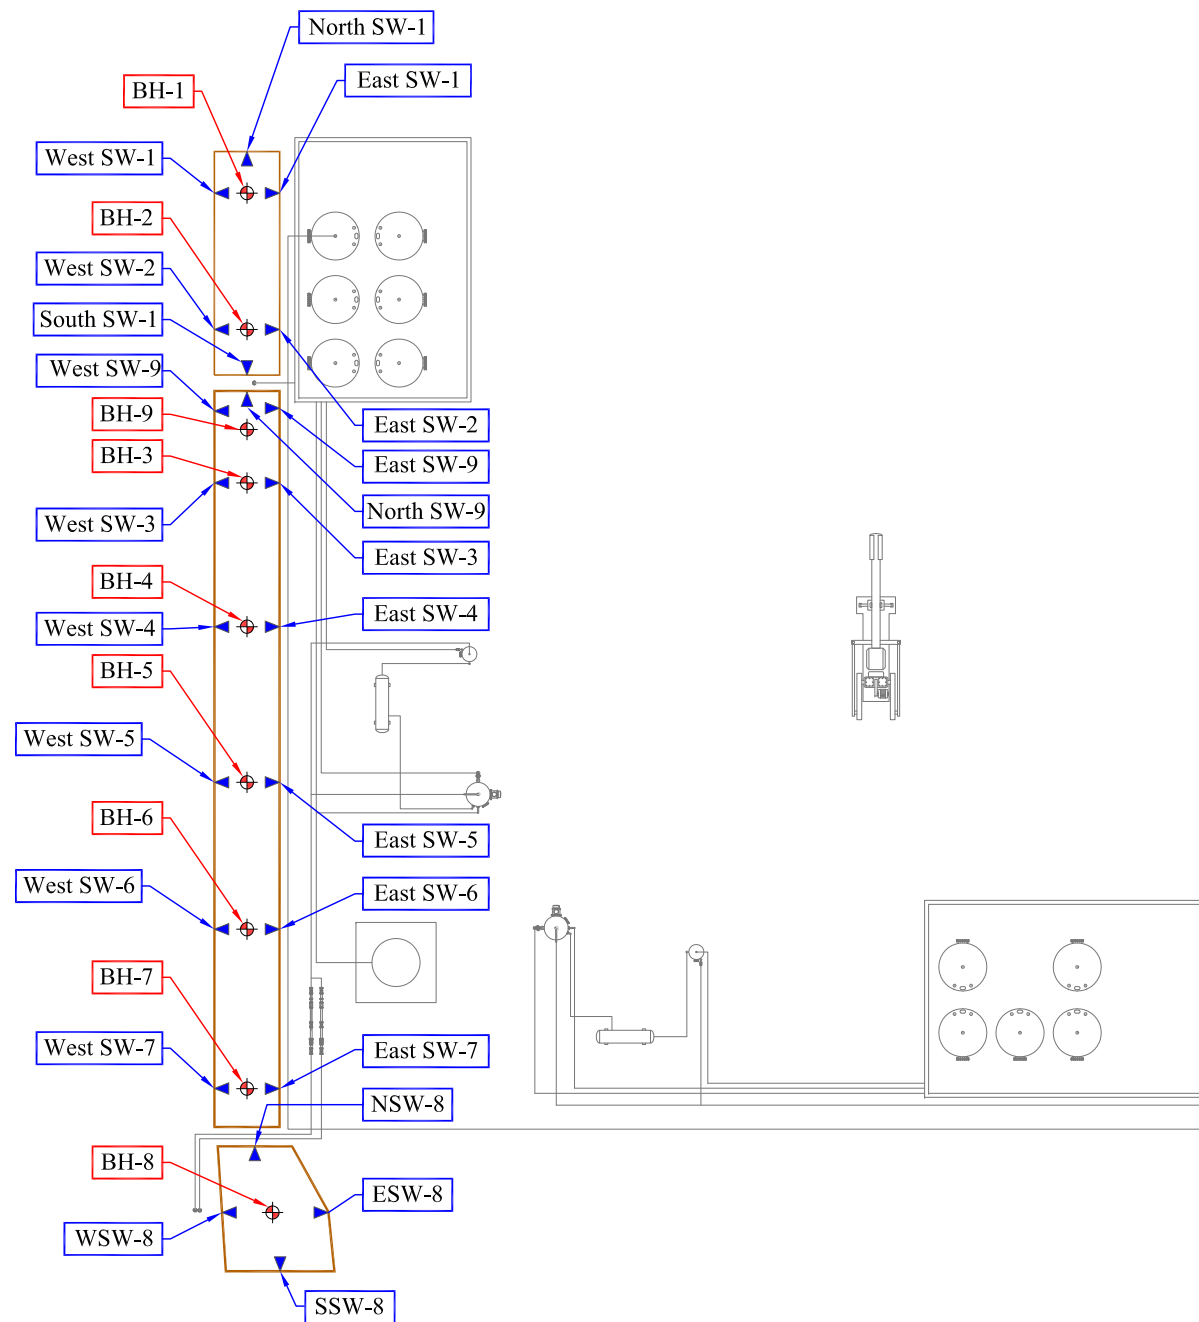 North SW-1
East SW-1
BH-1
West SW-1
BH-2
West SW-2
South SW-1
West SW-9
BH-9
East SW-2
BH-3
East SW-9
North SW-9
West SW-3
East SW-3
BH-4
East SW-4
West SW-4
BH-5
West SW-5
BH-6
East SW-5
West SW-6
East SW-6
BH-7
West SW-7
East SW-7
NSW-8
BH-8
ESW-8
WSW-8
SSW-8